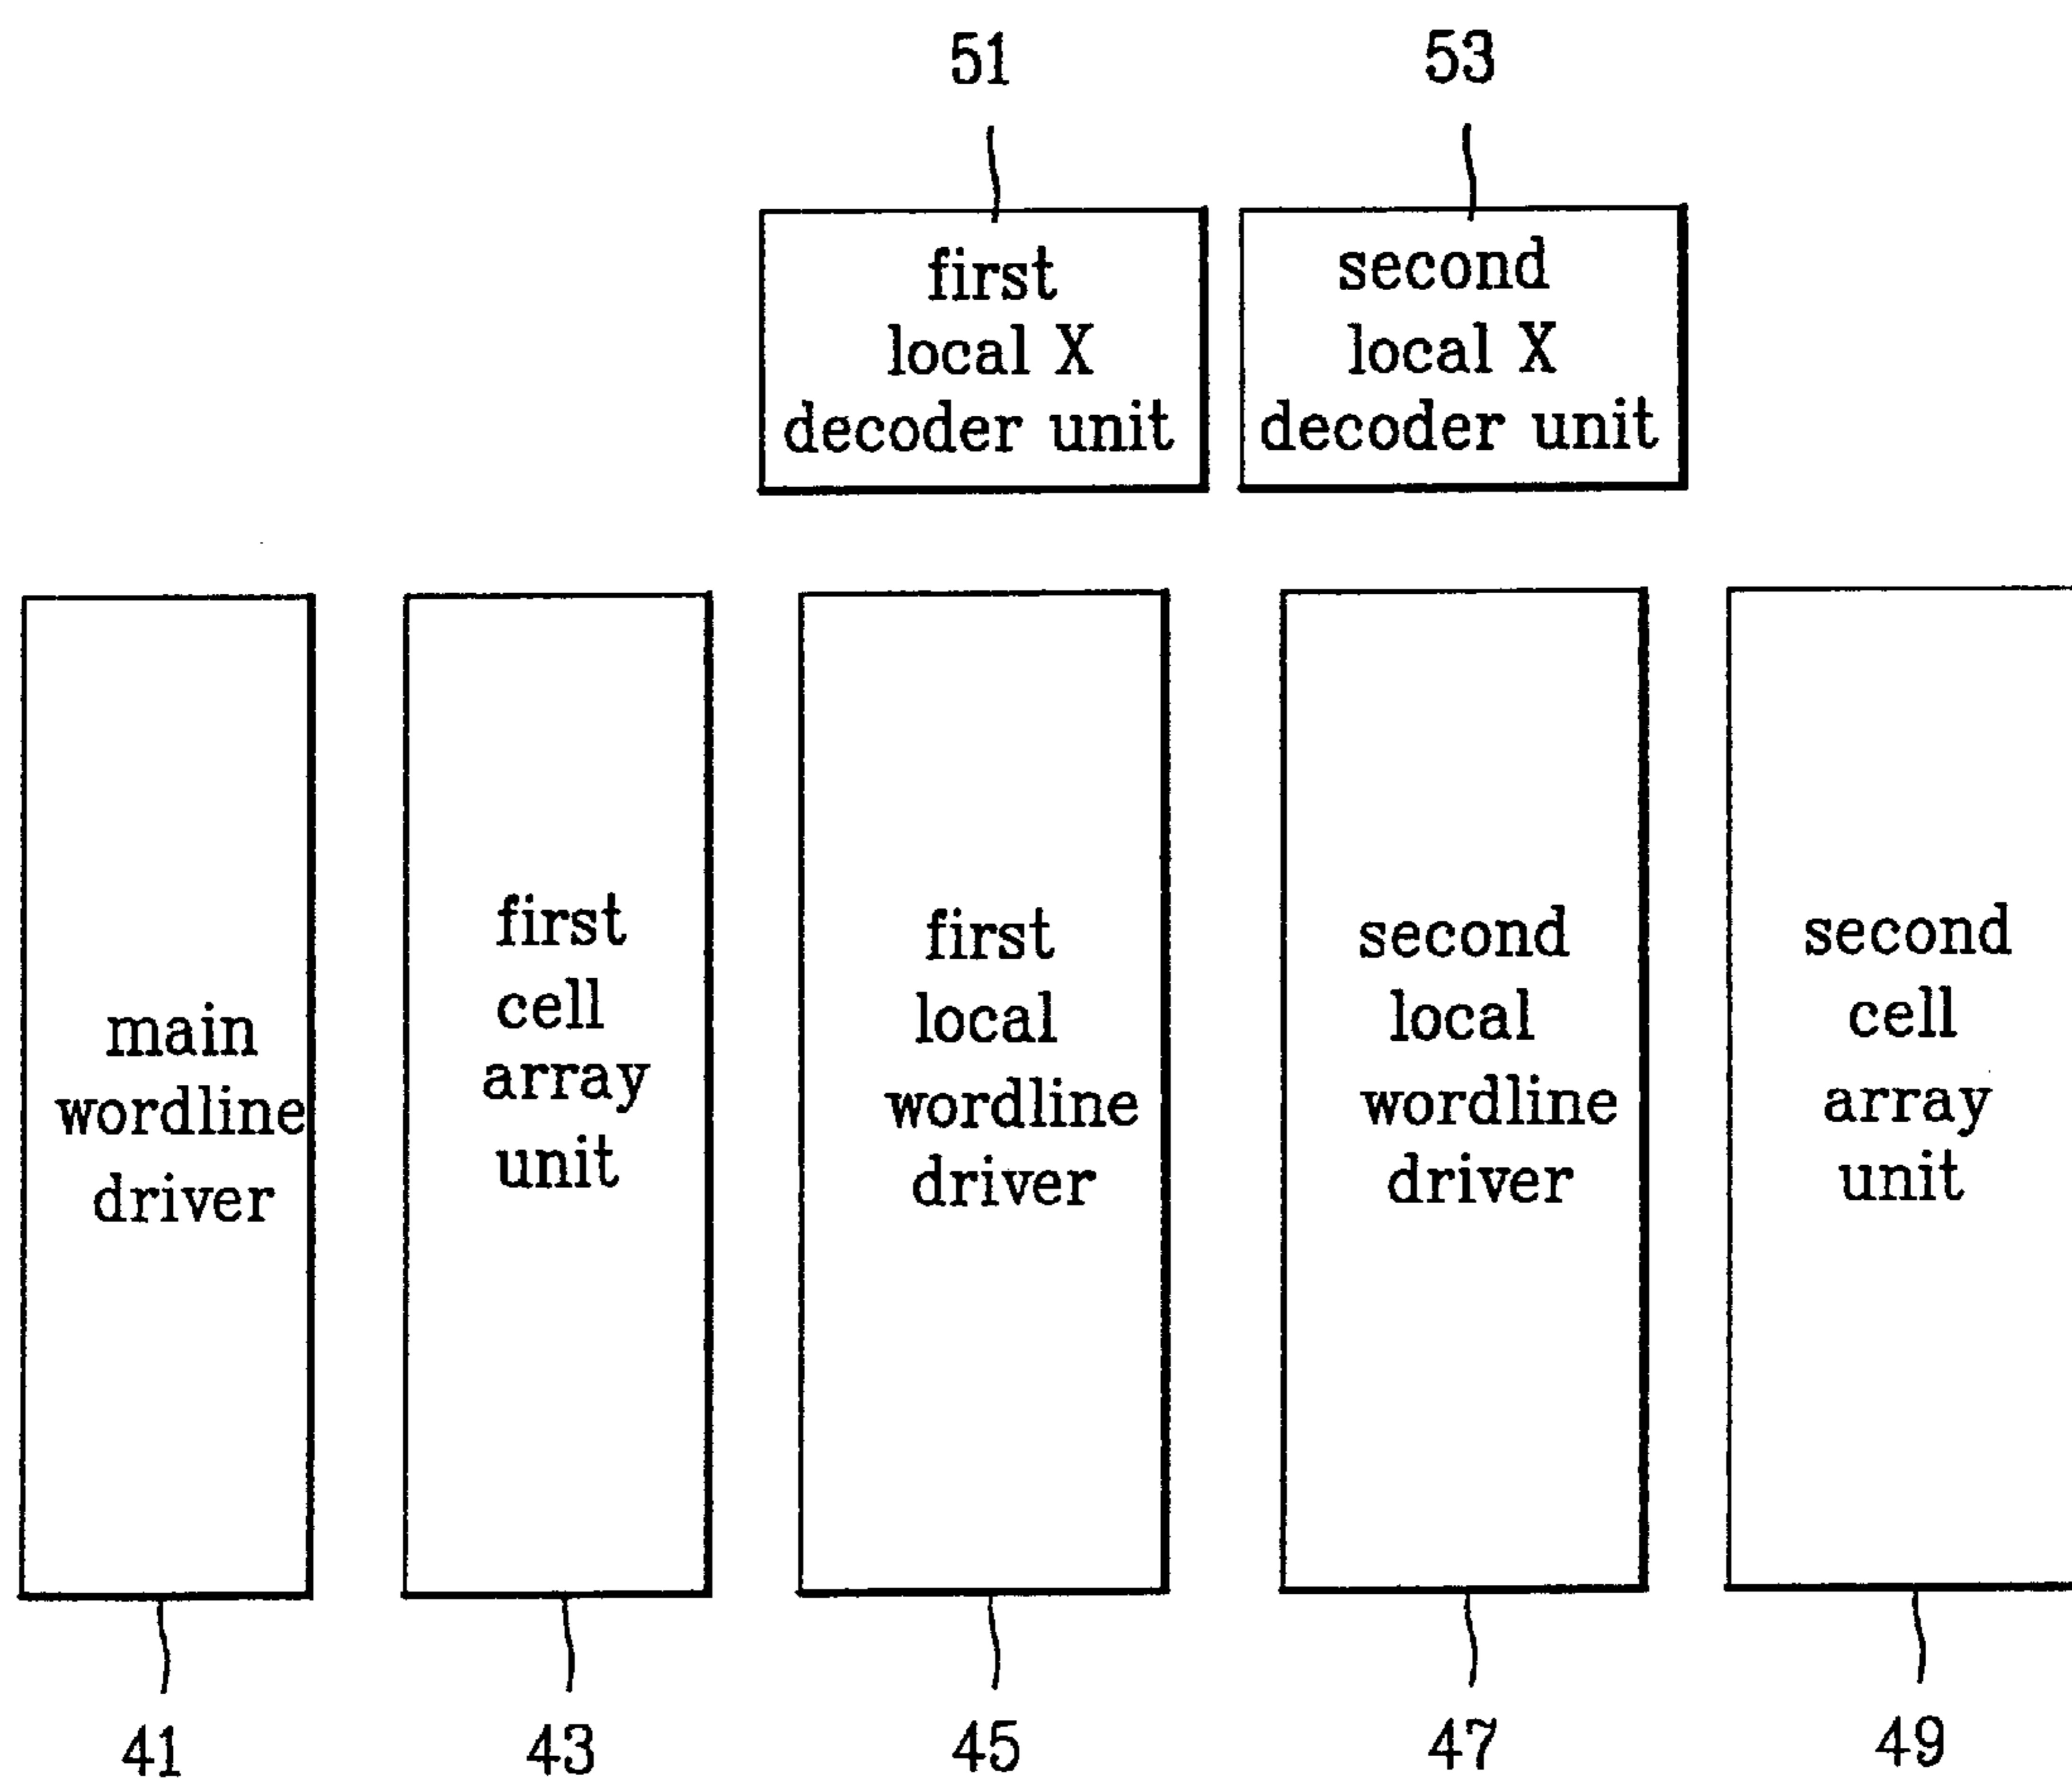 51
53
first
local X
decoder unit
second
local X
decoder unit
main
wordline
driver
first
cell
array
unit
first
local
wordline
driver
second
local
wordline
driver
second
cell
array
unit
41
43
45
47
49